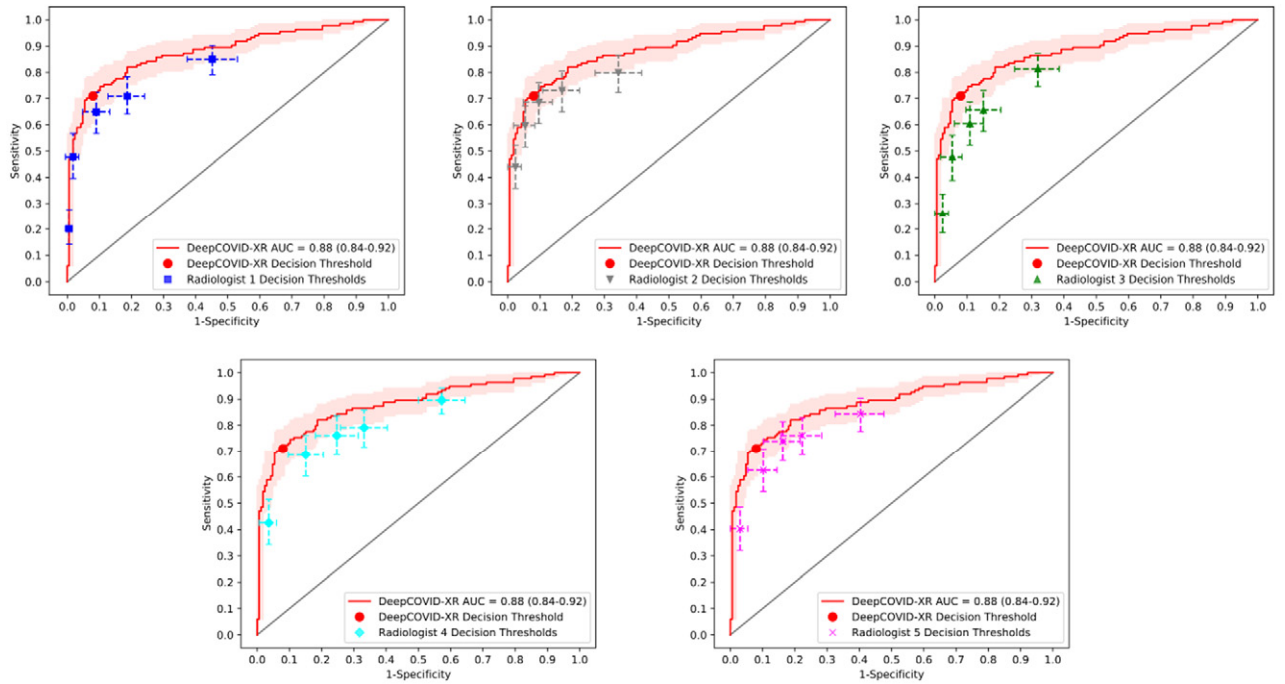 1.0
0.9
0.8
0.7
0.6
0.5
0.4
0.3
0.2
0.1
0.0
Sensitivity
DeepCOVID-XR AUC = 0.88 (0.84-0.92)
DeepCOVID-XR Decision Threshold
Radiologist 1 Decision Thresholds
0.0 0.1 0.2 0.3 0.4 0.5 0.6 0.7 0.8 0.9 1.0
1-Specificity
1.0
0.9
0.8
0.7
0.6
0.5
0.4
0.3
0.2
0.1
0.0
Sensitivity
DeepCOVID-XR AUC = 0.88 (0.84-0.92)
DeepCOVID-XR Decision Threshold
Radiologist 2 Decision Thresholds
0.0 0.1 0.2 0.3 0.4 0.5 0.6 0.7 0.8 0.9 1.0
1-Specificity
1.0
0.9
0.8
0.7
0.6
0.5
0.4
0.3
0.2
0.1
0.0
Sensitivity
DeepCOVID-XR AUC = 0.88 (0.84-0.92)
DeepCOVID-XR Decision Threshold
Radiologist 3 Decision Thresholds
0.0 0.1 0.2 0.3 0.4 0.5 0.6 0.7 0.8 0.9 1.0
1-Specificity
1.0
0.9
0.8
0.7
0.6
0.5
0.4
0.3
0.2
0.1
0.0
Sensitivity
DeepCOVID-XR AUC = 0.88 (0.84-0.92)
DeepCOVID-XR Decision Threshold
Radiologist 4 Decision Thresholds
0.0 0.1 0.2 0.3 0.4 0.5 0.6 0.7 0.8 0.9 1.0
1-Specificity
1.0
0.9
0.8
0.7
0.6
0.5
0.4
0.3
0.2
0.1
0.0
Sensitivity
DeepCOVID-XR AUC = 0.88 (0.84-0.92)
DeepCOVID-XR Decision Threshold
Radiologist 5 Decision Thresholds
0.0 0.1 0.2 0.3 0.4 0.5 0.6 0.7 0.8 0.9 1.0
1-Specificity